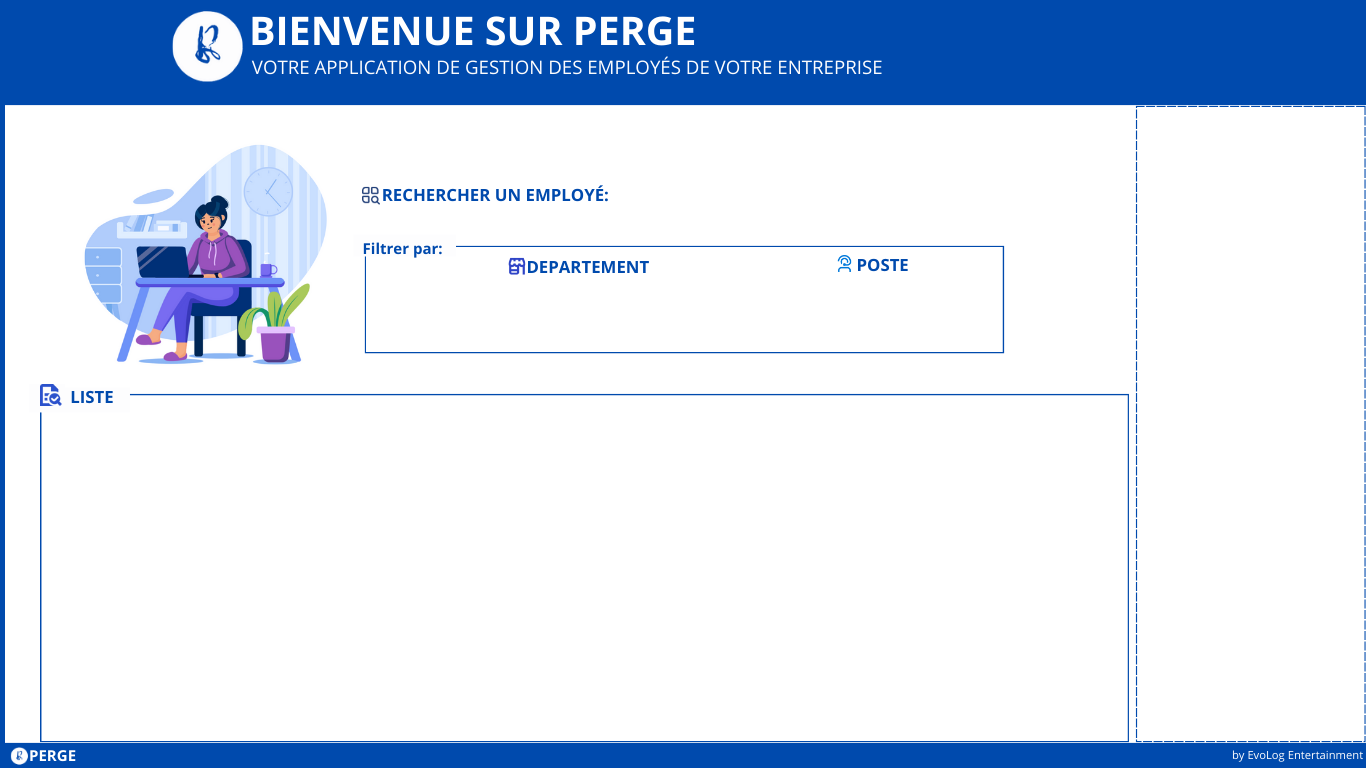 BIENVENUE SUR PERGE
VOTRE APPLICATION DE GESTION DES EMPLOYÉS DE VOTRE ENTREPRISE
RECHERCHER UN EMPLOYÉ:
Filtrer par:
DEPARTEMENT
POSTE
LISTE
PERGE
by EvoLog Entertainment